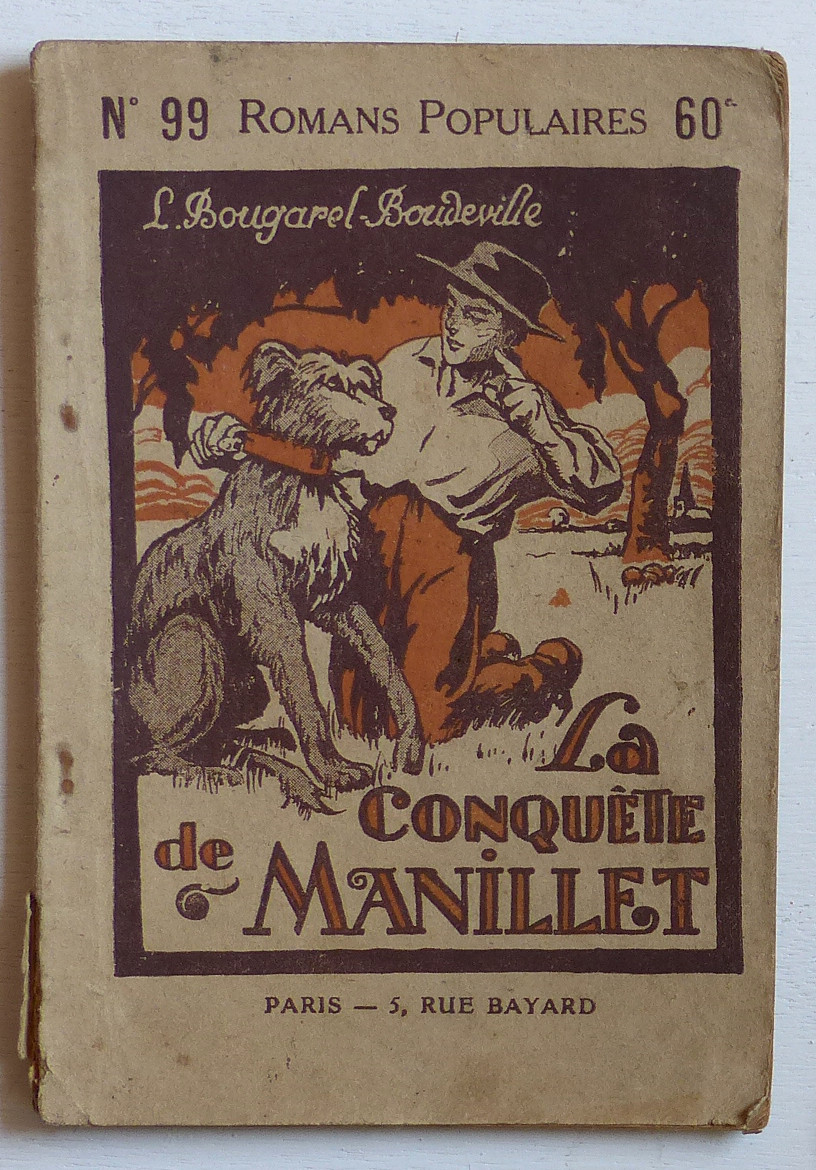 N° 99 ROMANS POPULAIRES 60c
L. Bougarel-Boudeville
La
CONQUÊTE
de MANILLET
PARIS — 5, RUE BAYARD